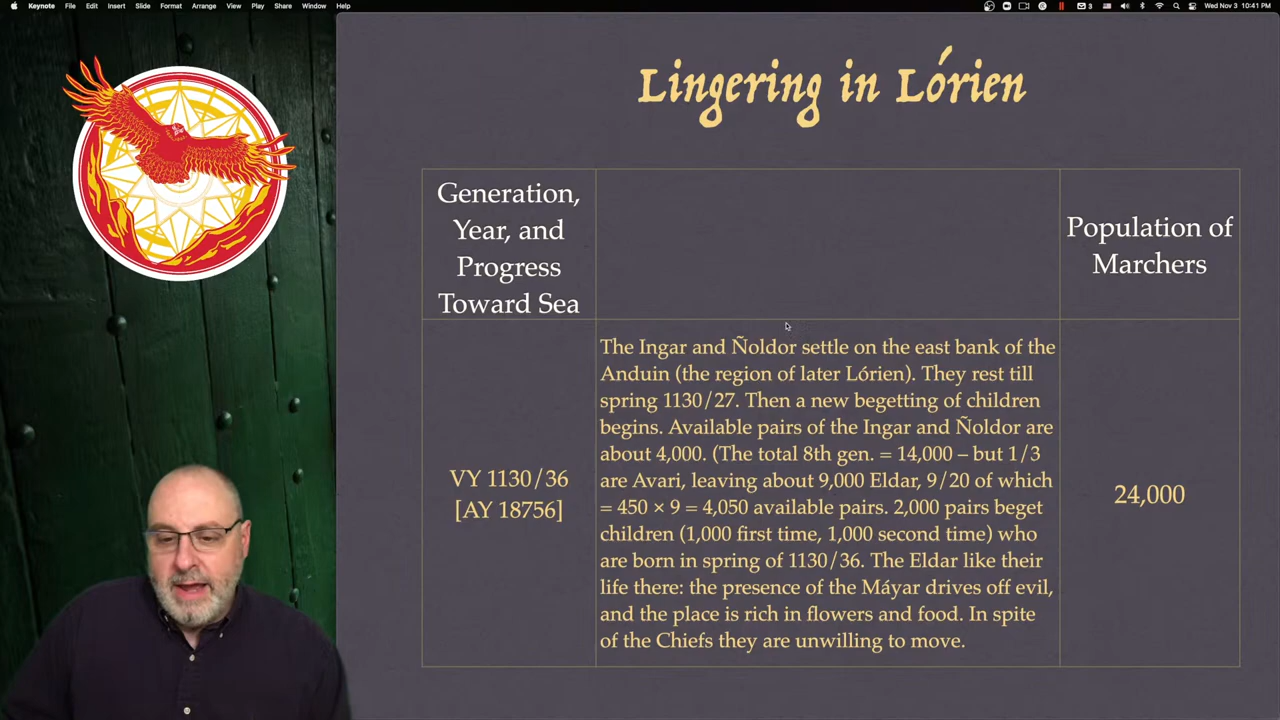 Keynote File Edit Insert Slide Format Arrange View Play Share Window Help
3 Wed Nov 3 10:41 PM
Lingering in Lórien
Generation,
Year, and
Progress
Toward Sea
Population of
Marchers
VY 1130/36
[AY 18756]
The Ingar and Ñoldor settle on the east bank of the
Anduin (the region of later Lórien). They rest till
spring 1130/27. Then a new begetting of children
begins. Available pairs of the Ingar and Ñoldor are
about 4,000. (The total 8th gen. = 14,000 – but 1/3
are Avari, leaving about 9,000 Eldar, 9/20 of which
= 450 × 9 = 4,050 available pairs. 2,000 pairs beget
children (1,000 first time, 1,000 second time) who
are born in spring of 1130/36. The Eldar like their
life there: the presence of the Máyar drives off evil,
and the place is rich in flowers and food. In spite
of the Chiefs they are unwilling to move.
24,000